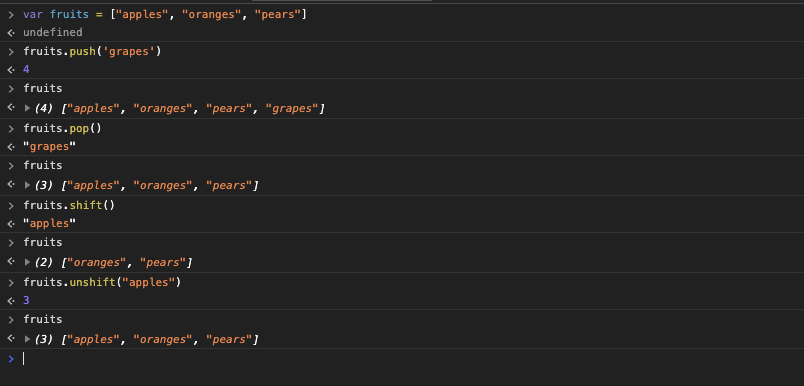 var fruits = ["apples", "oranges", "pears"]
undefined
fruits.push('grapes')
4
fruits
(4) ["apples", "oranges", "pears", "grapes"]
fruits.pop()
"grapes"
fruits
(3) ["apples", "oranges", "pears"]
fruits.shift()
"apples"
fruits
(2) ["oranges", "pears"]
fruits.unshift("apples")
3
fruits
(3) ["apples", "oranges", "pears"]